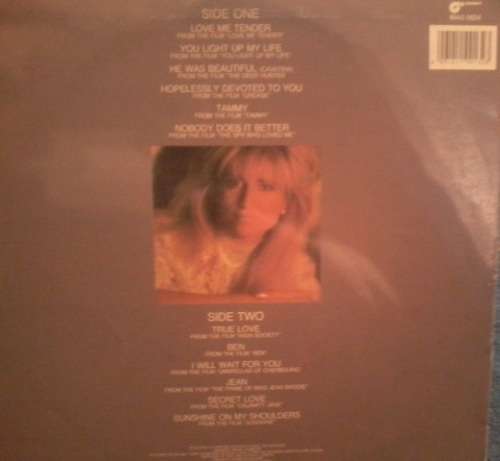 SIDE ONE
LOVE ME TENDER
FROM THE FILM "LOVE ME TENDER"
YOU LIGHT UP MY LIFE
FROM THE FILM "YOU LIGHT UP MY LIFE"
HE WAS BEAUTIFUL (CAVATINA)
FROM THE FILM "THE DEER HUNTER
HOPELESSLY DEVOTED TO YOU
FROM THE FILM "GREASE"
TAMMY
FROM THE FILM "TAMMY"
NOBODY DOES IT BETTER
FROM THE FILM "THE SPY WHO LOVED ME"
SIDE TWO
TRUE LOVE
FROM THE FILM "HIGH SOCIETY"
BEN
FROM THE FILM "BEN"
I WILL WAIT FOR YOU
FROM THE FILM "UMBRELLAS OF CHERBOURG"
JEAN
FROM THE FILM "THE PRIME OF MISS JEAN BRODIE"
SECRET LOVE
FROM THE FILM "CALAMITY JANE"
SUNSHINE ON MY SHOULDERS
FROM THE FILM "SUNSHINE"